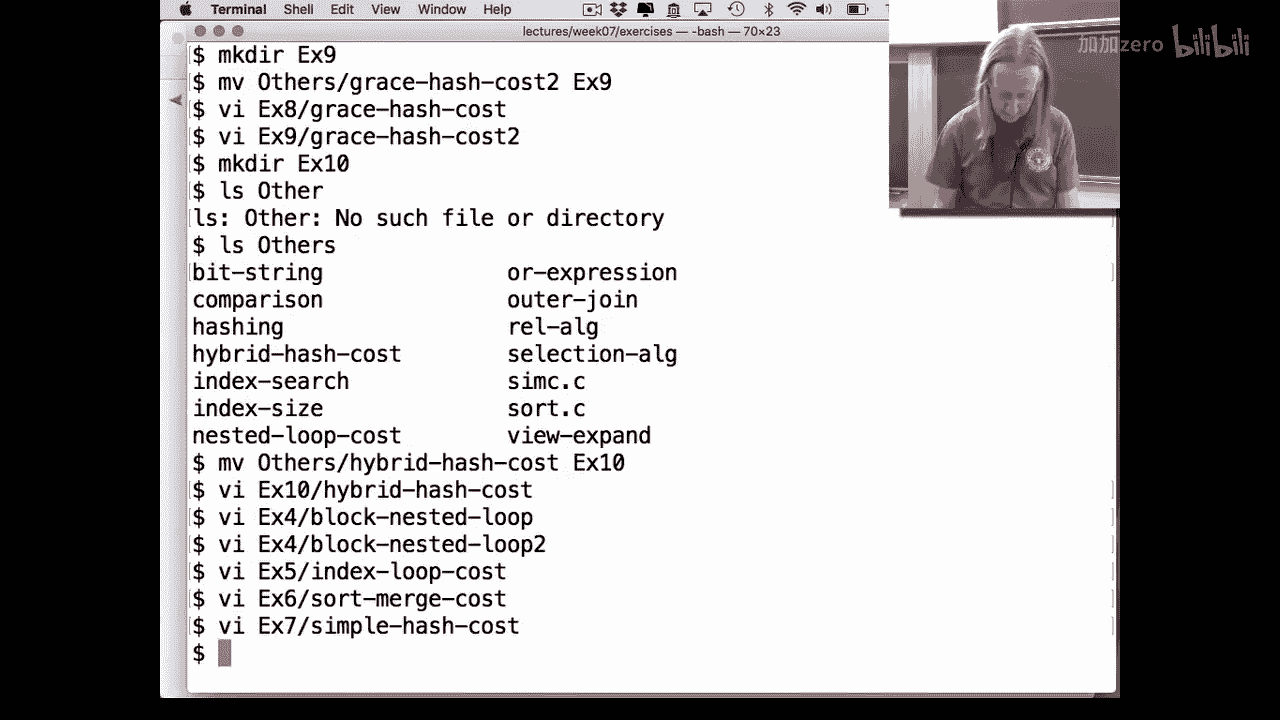 Terminal Shell Edit View Window Help
lectures/week07/exercises — -bash — 70×23
$ mkdir Ex9
$ mv Others/grace-hash-cost2 Ex9
$ vi Ex8/grace-hash-cost
$ vi Ex9/grace-hash-cost2
$ mkdir Ex10
$ ls Other
ls: Other: No such file or directory
$ ls Others
bit-string or-expression
comparison outer-join
hashing rel-alg
hybrid-hash-cost selection-alg
index-search simc.c
index-size sort.c
nested-loop-cost view-expand
$ mv Others/hybrid-hash-cost Ex10
$ vi Ex10/hybrid-hash-cost
$ vi Ex4/block-nested-loop
$ vi Ex4/block-nested-loop2
$ vi Ex5/index-loop-cost
$ vi Ex6/sort-merge-cost
$ vi Ex7/simple-hash-cost
$
加加zero bilibili